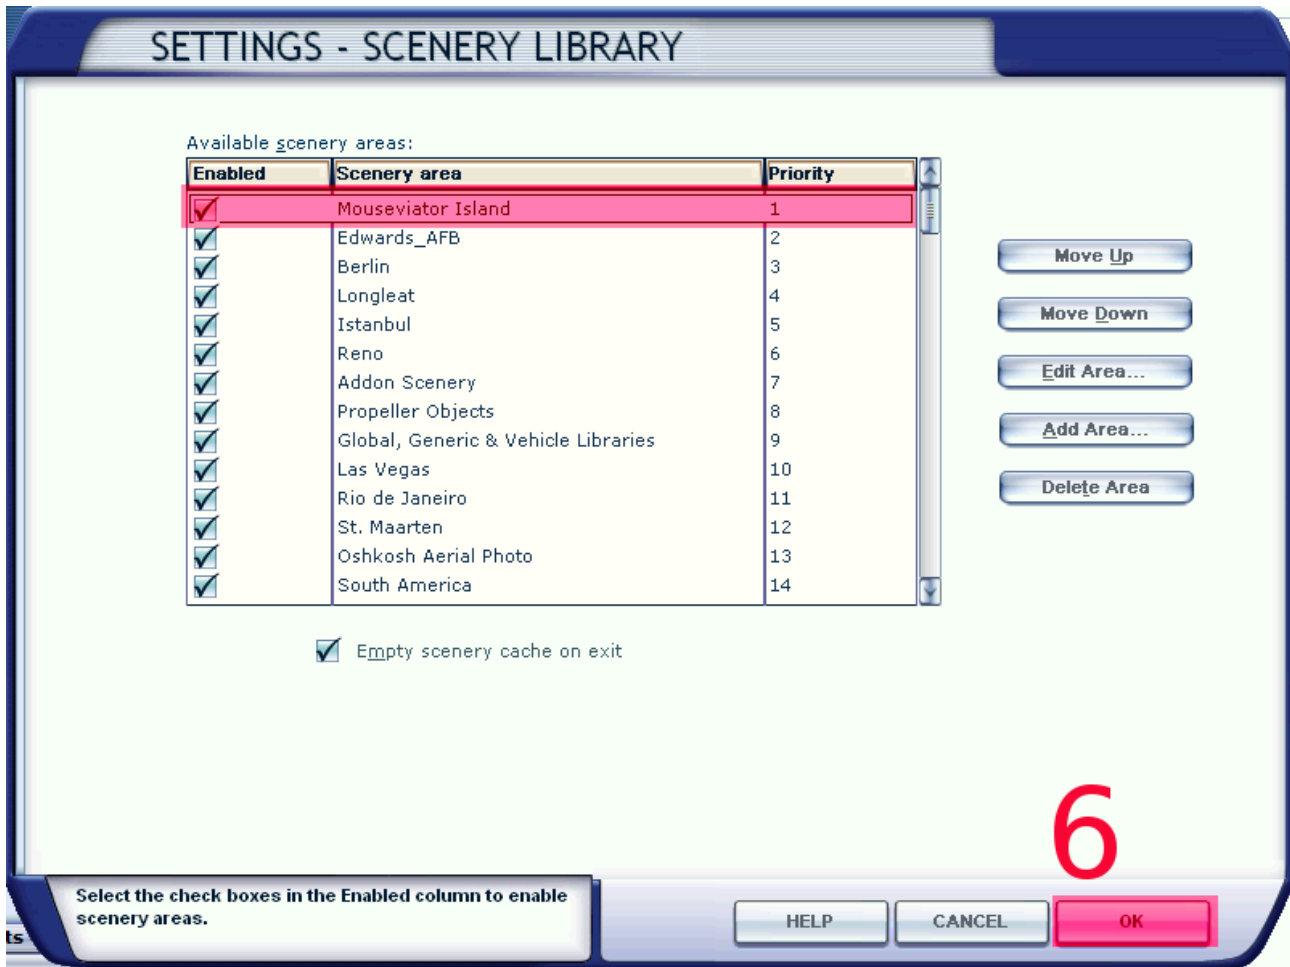 SETTINGS - SCENERY LIBRARY
Available scenery areas:
Enabled Scenery area Priority
Mouseviator Island 1
Edwards_AFB 2
Berlin 3
Longleat 4
Istanbul 5
Reno 6
Addon Scenery 7
Propeller Objects 8
Global, Generic & Vehicle Libraries 9
Las Vegas 10
Rio de Janeiro 11
St. Maarten 12
Oshkosh Aerial Photo 13
South America 14
Move Up
Move Down
Edit Area...
Add Area...
Delete Area
Empty scenery cache on exit
6
Select the check boxes in the Enabled column to enable
scenery areas.
ts
HELP CANCEL OK